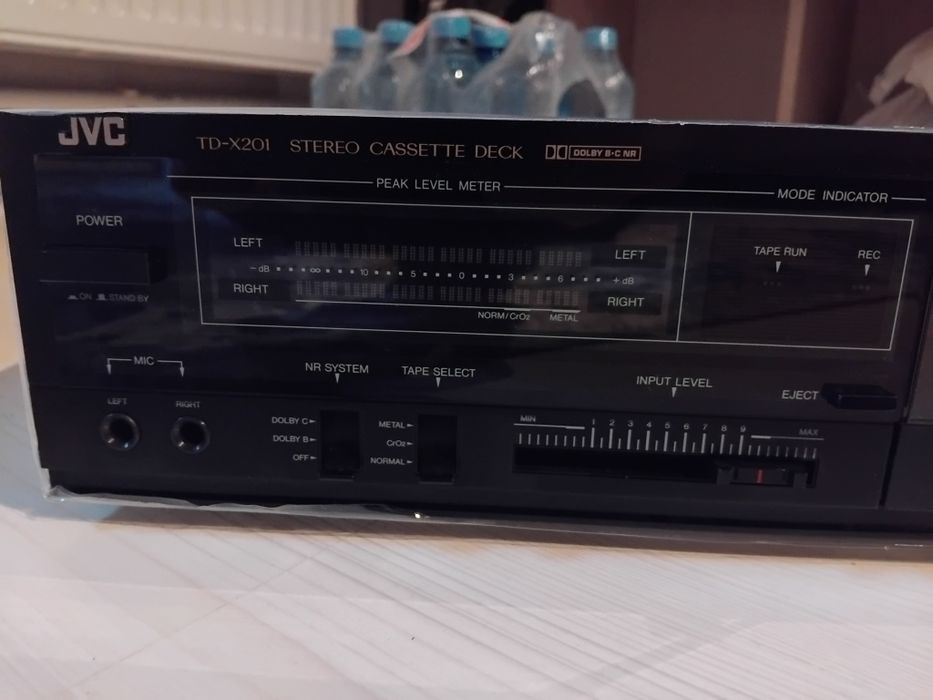 JVC
TD-X201 STEREO CASSETTE DECK DOLBY B•C NR
PEAK LEVEL METER
MODE INDICATOR
POWER
ON STAND BY
LEFT LEFT
− dB ∞ 10 5 0 3 6 + dB
RIGHT RIGHT
NORM/CrO2 METAL
TAPE RUN REC
MIC
LEFT RIGHT
NR SYSTEM
DOLBY C
DOLBY B
OFF
TAPE SELECT
METAL
CrO2
NORMAL
INPUT LEVEL
MIN 1 2 3 4 5 6 7 8 9 MAX
EJECT